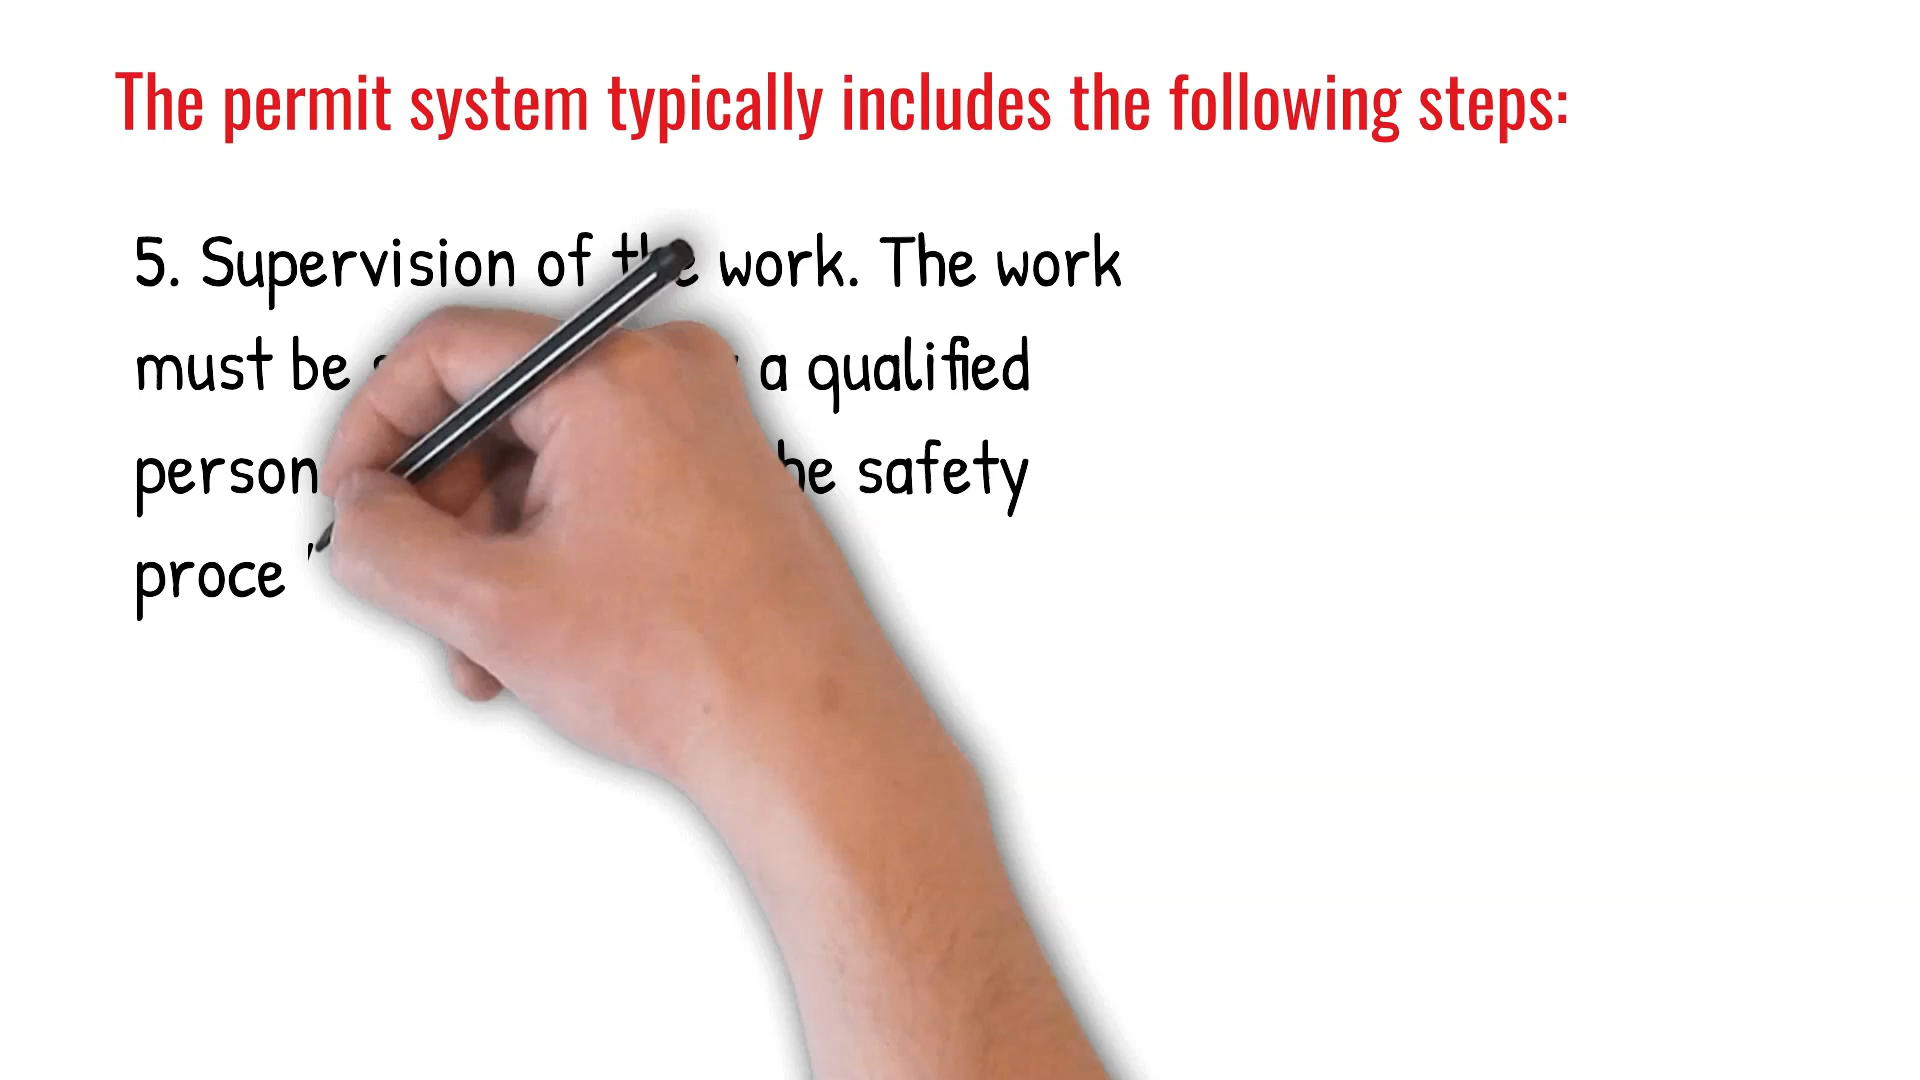 The permit system typically includes the following steps:
5. Supervision of the work. The work
must be a qualified
person safety
proce